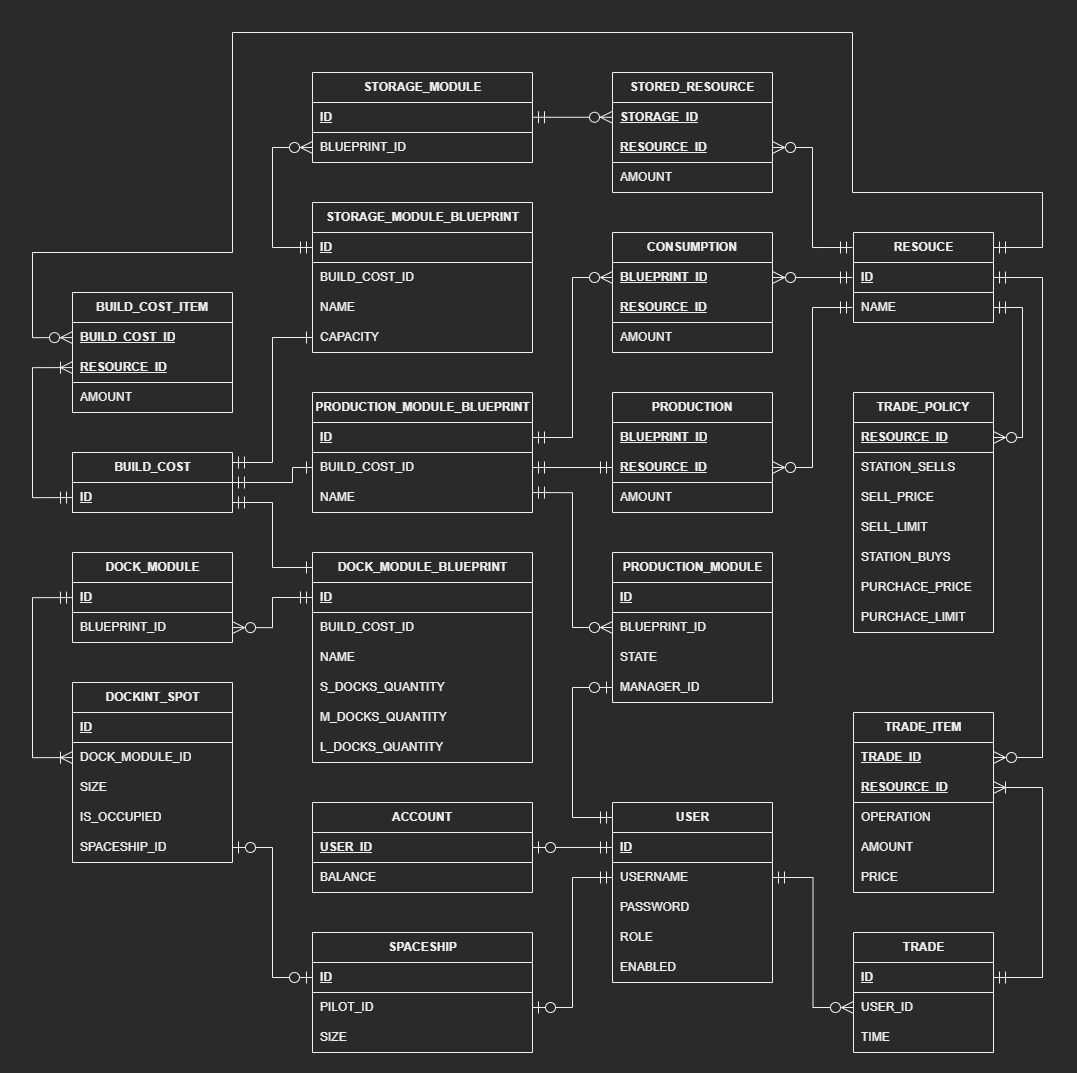 STORAGE_MODULE
ID
BLUEPRINT_ID
STORED_RESOURCE
STORAGE_ID
RESOURCE_ID
AMOUNT
STORAGE_MODULE_BLUEPRINT
ID
BUILD_COST_ID
NAME
CAPACITY
CONSUMPTION
BLUEPRINT_ID
RESOURCE_ID
AMOUNT
RESOUCE
ID
NAME
BUILD_COST_ITEM
BUILD_COST_ID
RESOURCE_ID
AMOUNT
PRODUCTION_MODULE_BLUEPRINT
ID
BUILD_COST_ID
NAME
PRODUCTION
BLUEPRINT_ID
RESOURCE_ID
AMOUNT
TRADE_POLICY
RESOURCE_ID
STATION_SELLS
SELL_PRICE
SELL_LIMIT
STATION_BUYS
PURCHACE_PRICE
PURCHACE_LIMIT
BUILD_COST
ID
DOCK_MODULE
ID
BLUEPRINT_ID
DOCK_MODULE_BLUEPRINT
ID
BUILD_COST_ID
NAME
S_DOCKS_QUANTITY
M_DOCKS_QUANTITY
L_DOCKS_QUANTITY
PRODUCTION_MODULE
ID
BLUEPRINT_ID
STATE
MANAGER_ID
DOCKINT_SPOT
ID
DOCK_MODULE_ID
SIZE
IS_OCCUPIED
SPACESHIP_ID
TRADE_ITEM
TRADE_ID
RESOURCE_ID
OPERATION
AMOUNT
PRICE
ACCOUNT
USER_ID
BALANCE
USER
ID
USERNAME
PASSWORD
ROLE
ENABLED
SPACESHIP
ID
PILOT_ID
SIZE
TRADE
ID
USER_ID
TIME